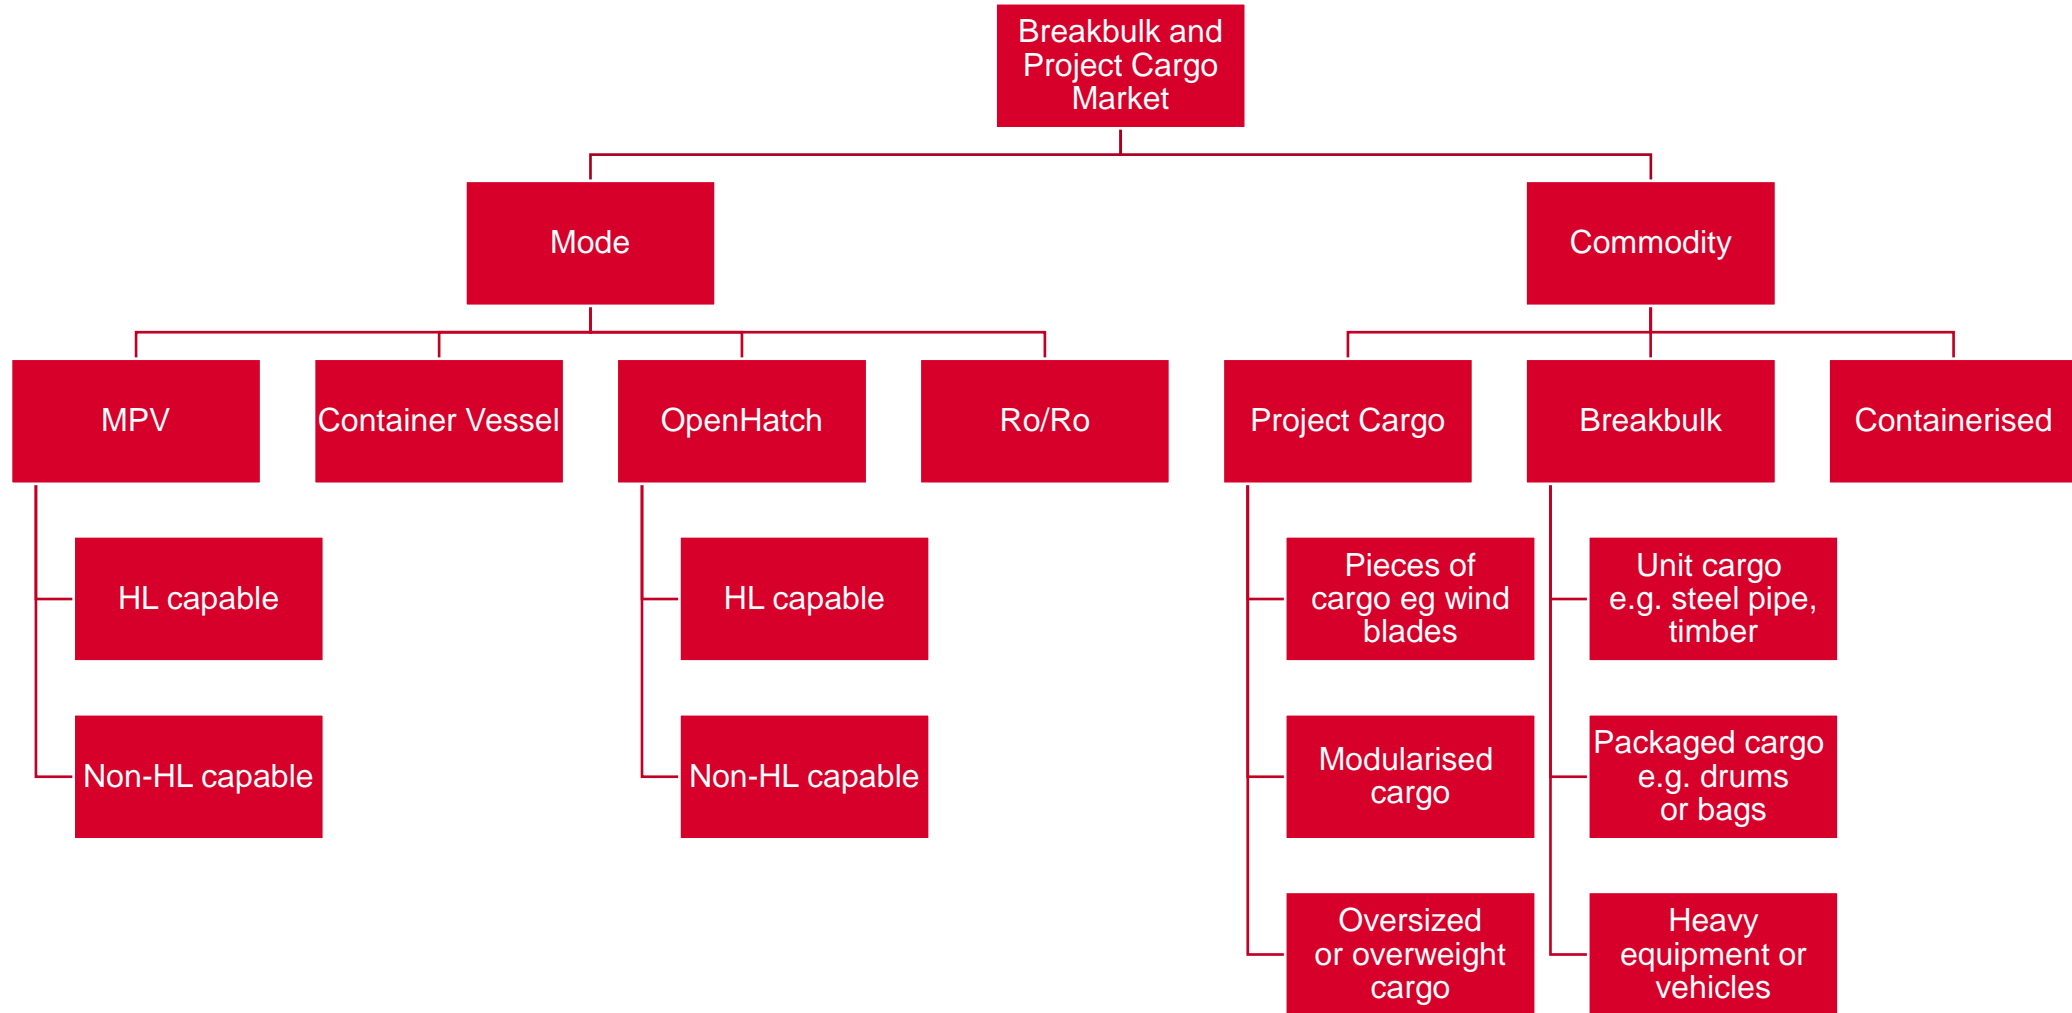 Breakbulk and
Project Cargo
Market
Mode
Commodity
MPV
Container Vessel
OpenHatch
Ro/Ro
Project Cargo
Breakbulk
Containerised
HL capable
HL capable
Pieces of
cargo eg wind
blades
Unit cargo
e.g. steel pipe,
timber
Non-HL capable
Non-HL capable
Modularised
cargo
Packaged cargo
e.g. drums
or bags
Oversized
or overweight
cargo
Heavy
equipment or
vehicles